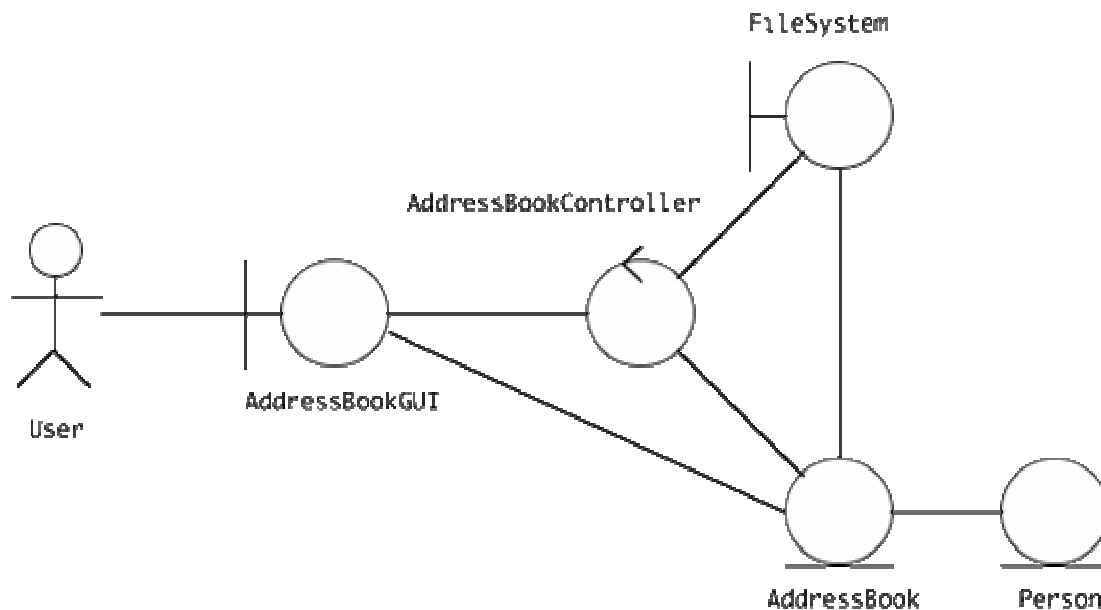 FileSystem
AddressBookController
AddressBookGUI
User
AddressBook
Person